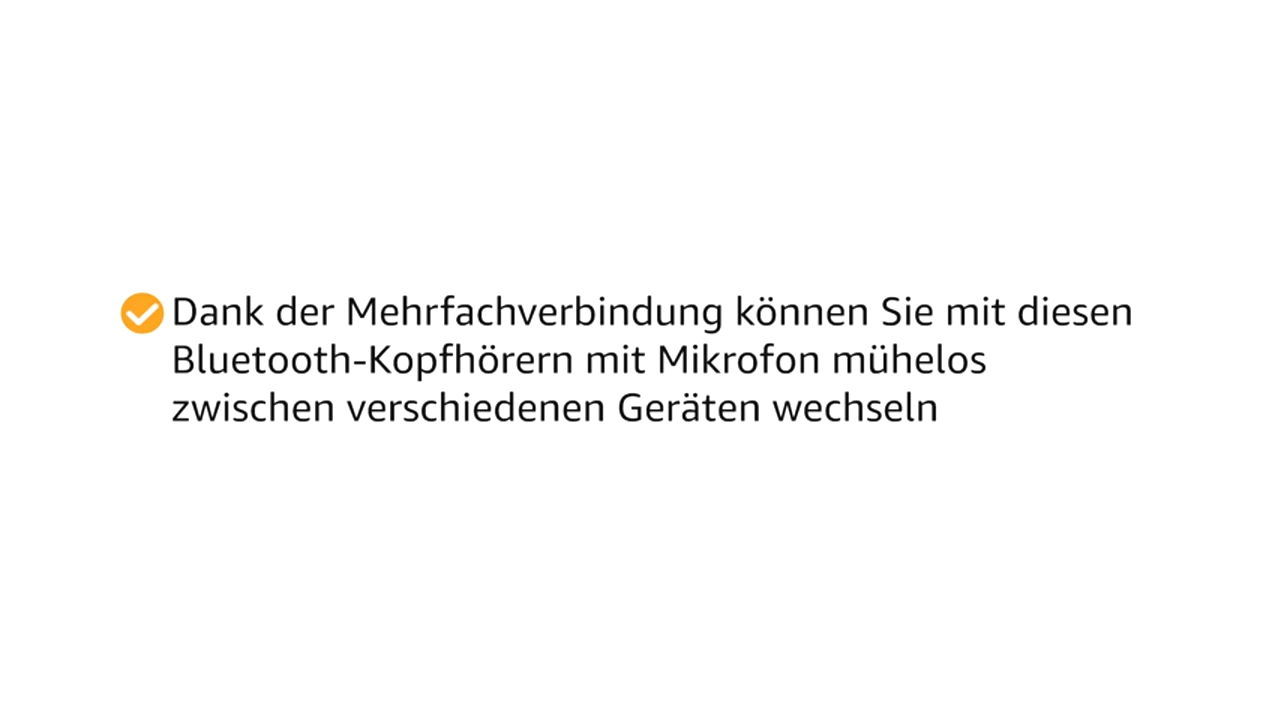 Dank der Mehrfachverbindung können Sie mit diesen
Bluetooth-Kopfhörern mit Mikrofon mühelos
zwischen verschiedenen Geräten wechseln